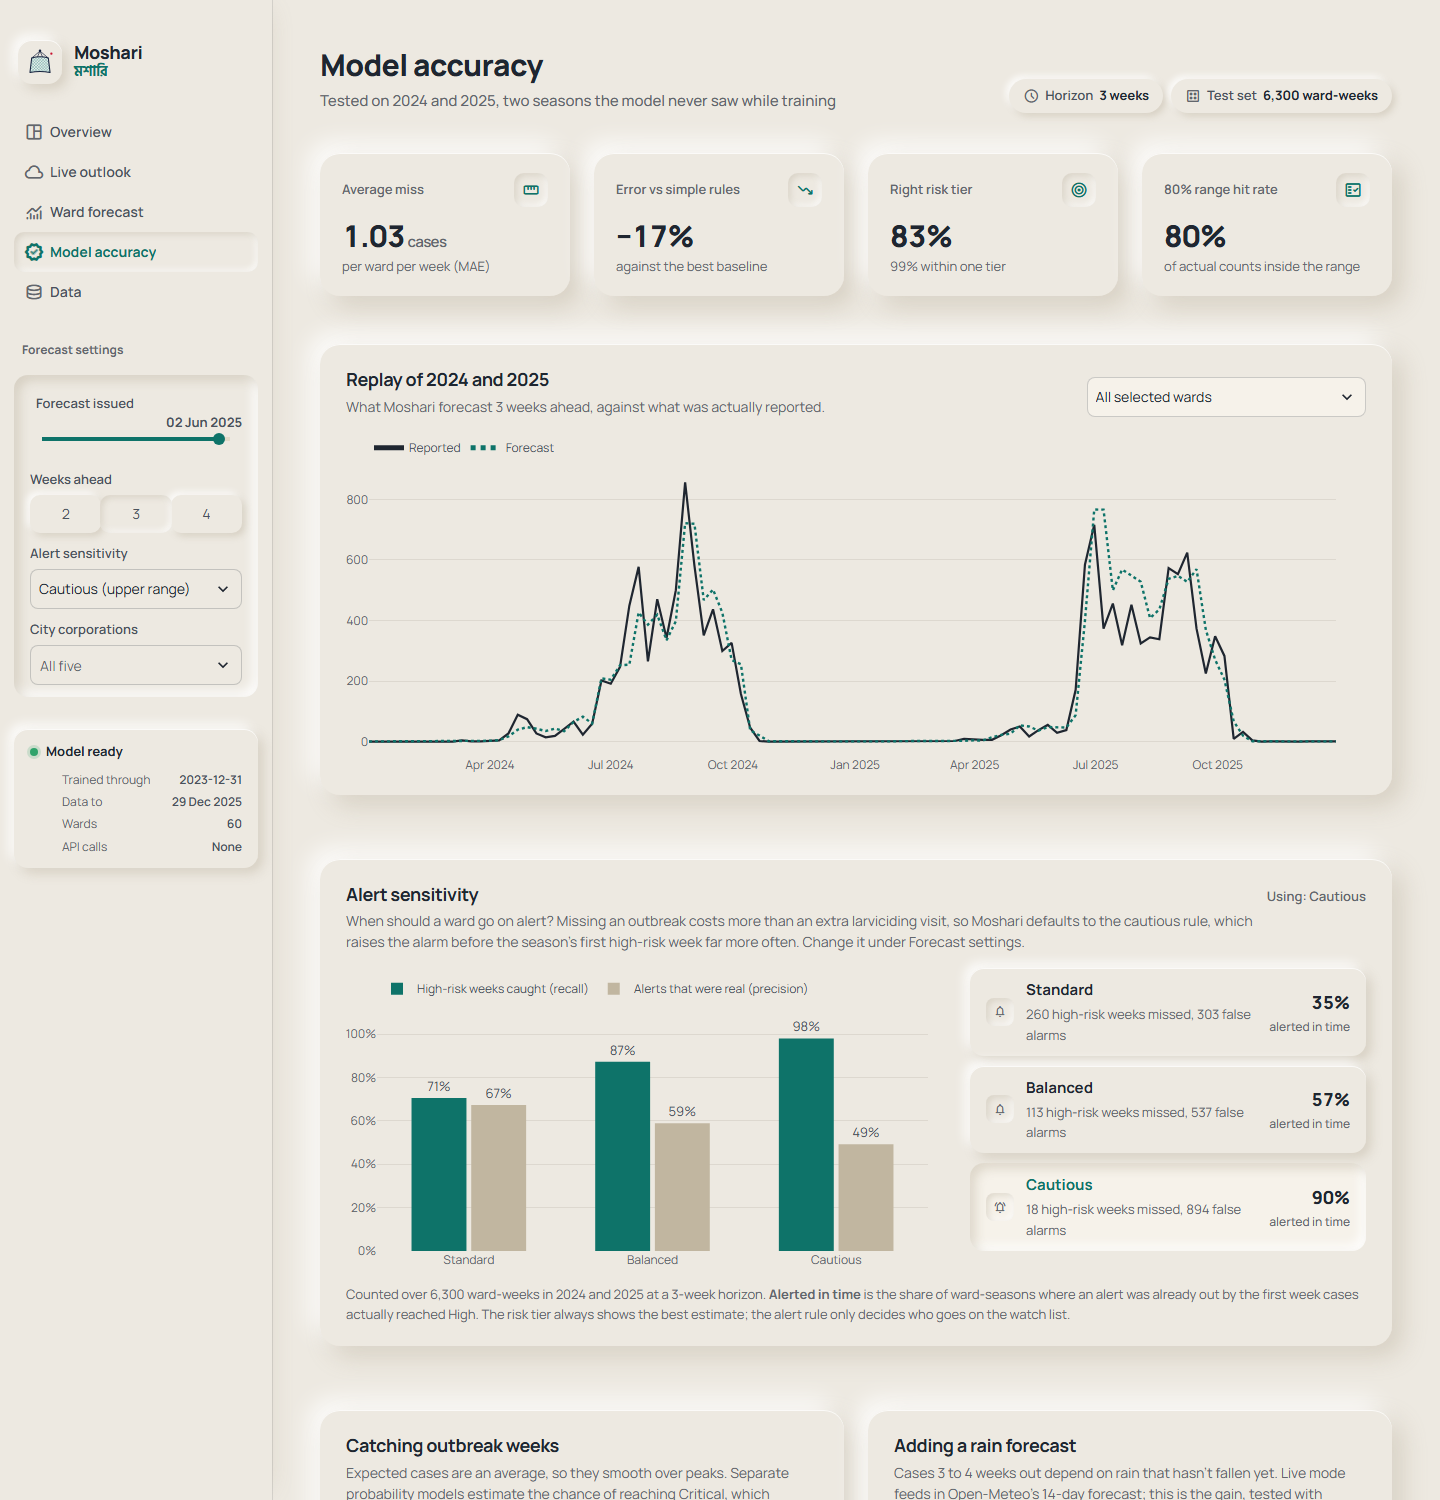 Moshari
মশারি
Overview
Live outlook
Ward forecast
Model accuracy
Data
Forecast settings
Forecast issued
02 Jun 2025
Weeks ahead
2 3 4
Alert sensitivity
Cautious (upper range)
City corporations
All five
Model ready
Trained through 2023-12-31
Data to 29 Dec 2025
Wards 60
API calls None
Model accuracy
Tested on 2024 and 2025, two seasons the model never saw while training
Horizon 3 weeks
Test set 6,300 ward-weeks
Average miss
1.03 cases
per ward per week (MAE)
Error vs simple rules
−17%
against the best baseline
Right risk tier
83%
99% within one tier
80% range hit rate
80%
of actual counts inside the range
Replay of 2024 and 2025
What Moshari forecast 3 weeks ahead, against what was actually reported.
All selected wards
Reported Forecast
800
600
400
200
0
Apr 2024 Jul 2024 Oct 2024 Jan 2025 Apr 2025 Jul 2025 Oct 2025
Alert sensitivity
Using: Cautious
When should a ward go on alert? Missing an outbreak costs more than an extra larviciding visit, so Moshari defaults to the cautious rule, which
raises the alarm before the season's first high-risk week far more often. Change it under Forecast settings.
High-risk weeks caught (recall) Alerts that were real (precision)
100%
80%
60%
40%
20%
0%
71% 67% 87% 59% 98% 49%
Standard Balanced Cautious
Standard
260 high-risk weeks missed, 303 false
alarms
35%
alerted in time
Balanced
113 high-risk weeks missed, 537 false
alarms
57%
alerted in time
Cautious
18 high-risk weeks missed, 894 false
alarms
90%
alerted in time
Counted over 6,300 ward-weeks in 2024 and 2025 at a 3-week horizon. Alerted in time is the share of ward-seasons where an alert was already out by the first week cases
actually reached High. The risk tier always shows the best estimate; the alert rule only decides who goes on the watch list.
Catching outbreak weeks
Expected cases are an average, so they smooth over peaks. Separate
probability models estimate the chance of reaching Critical, which
Adding a rain forecast
Cases 3 to 4 weeks out depend on rain that hasn't fallen yet. Live mode
feeds in Open-Meteo's 14-day forecast; this is the gain, tested with